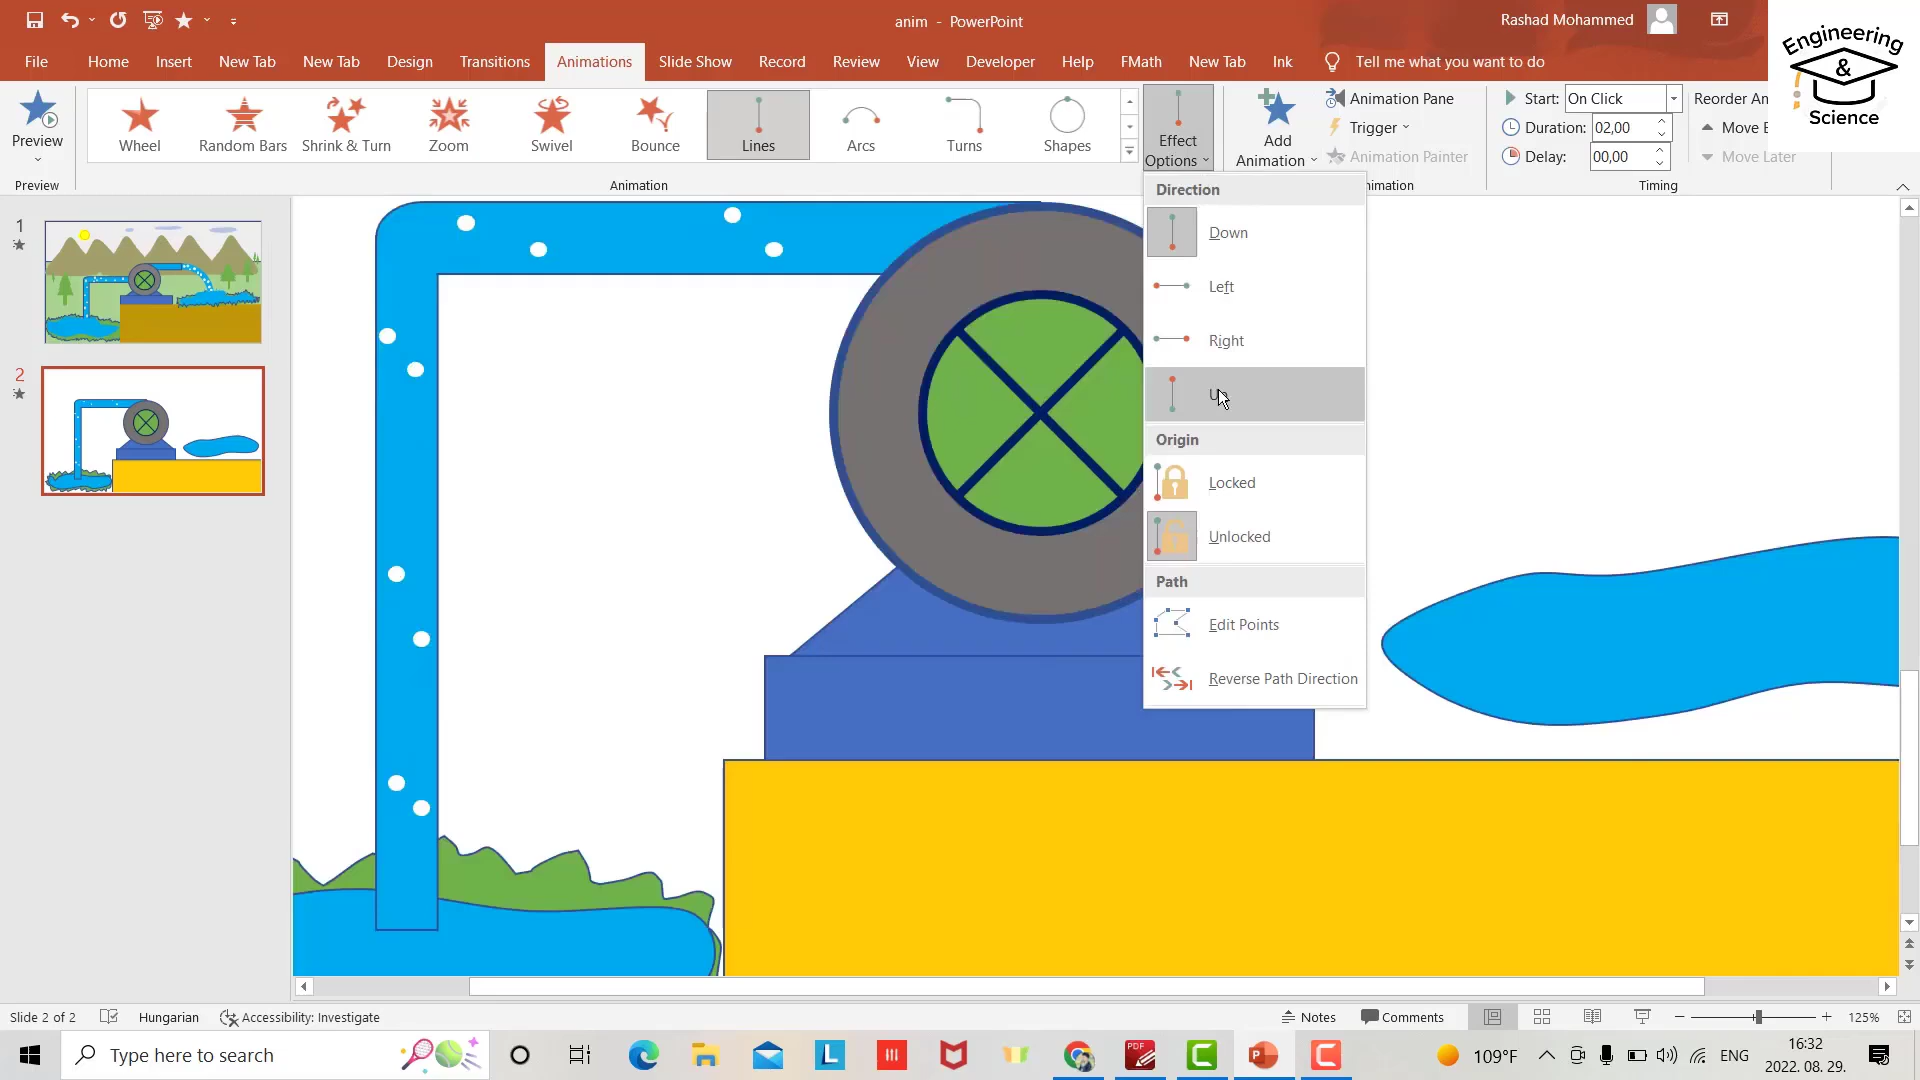 anim - PowerPoint
Rashad Mohammed
Engineering
&
Science
File Home Insert New Tab New Tab Design Transitions Animations Slide Show Record Review View Developer Help FMath New Tab Ink Tell me what you want to do
Preview
Wheel Random Bars Shrink & Turn Zoom Swivel Bounce Lines Arcs Turns Shapes
Effect
Options
Add
Animation
Animation Pane
Trigger
Animation Painter
Start: On Click
Duration: 02,00
Delay: 00,00
Move Later
Preview
Animation
Timing
Direction
Down
Left
Right
Origin
Locked
Unlocked
Path
Edit Points
Reverse Path Direction
1
2
Slide 2 of 2 Hungarian Accessibility: Investigate Notes Comments 125%
Type here to search
L
PDF
C
P
C
109°F
ENG
16:32
2022. 08. 29.